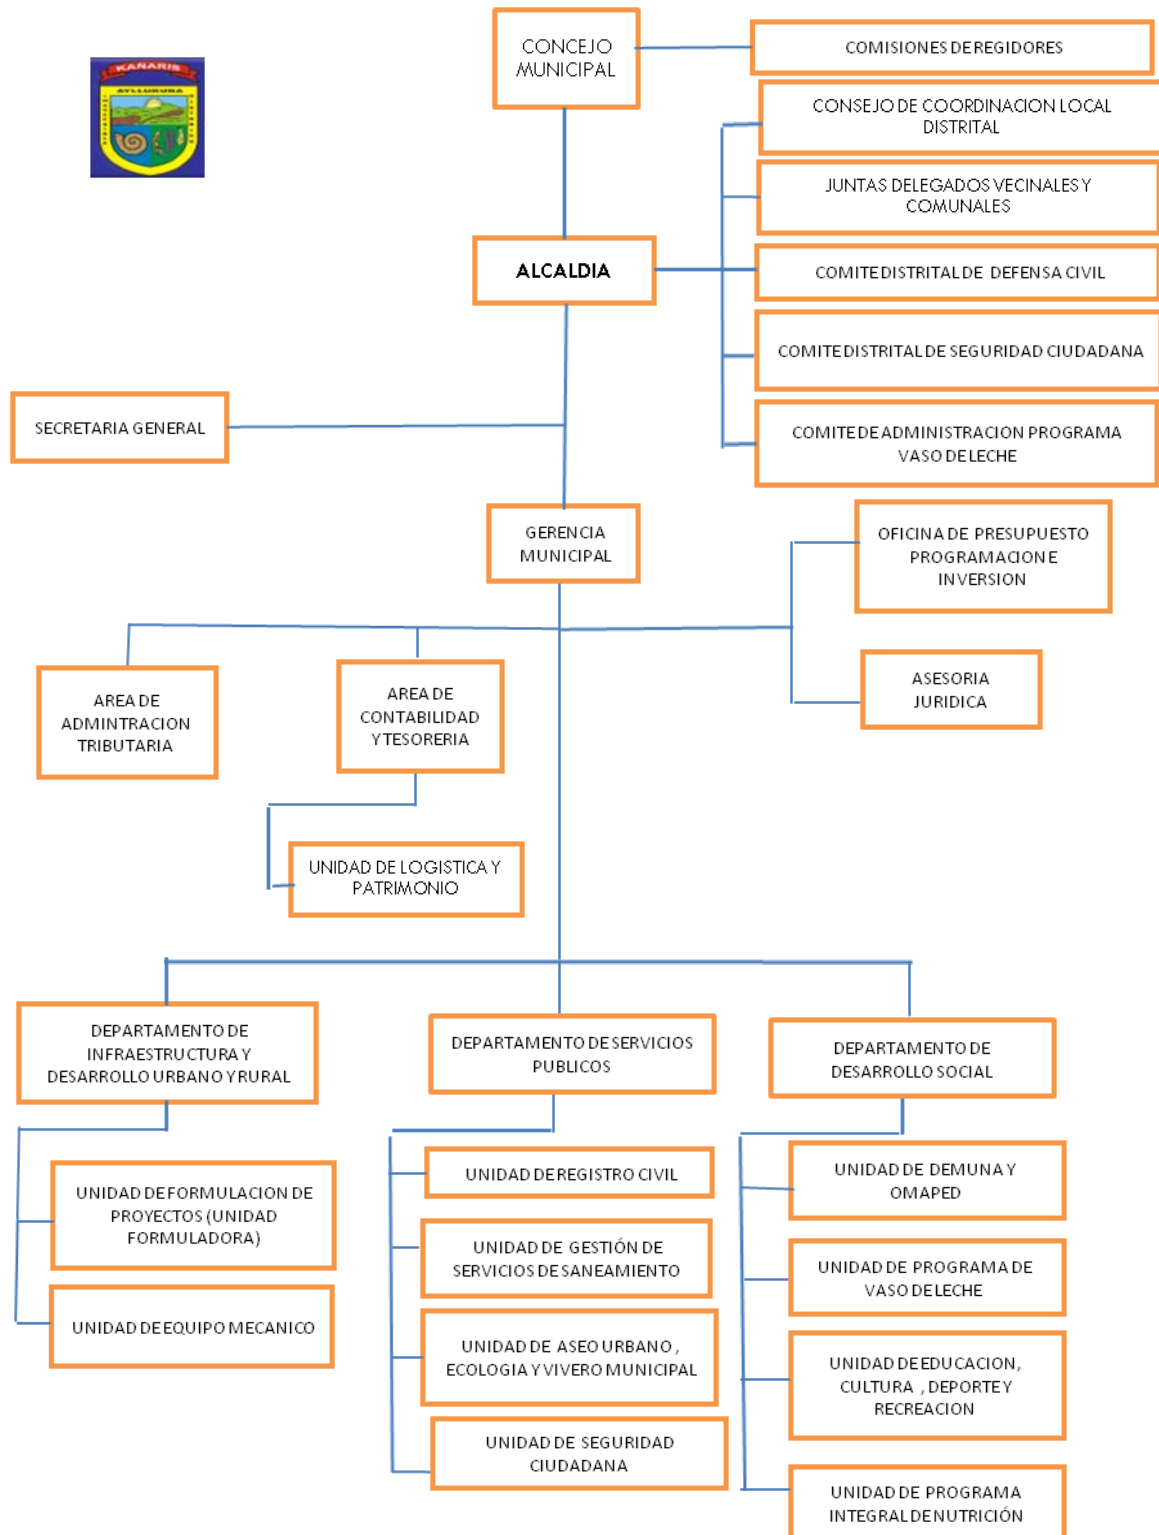 CONCEJO
MUNICIPAL
COMISIONES DE REGIDORES
KAÑARIS
AYLLUKUNA
CONSEJO DE COORDINACION LOCAL
DISTRITAL
JUNTAS DELEGADOS VECINALES Y
COMUNALES
ALCALDIA
COMITE DISTRITAL DE DEFENSA CIVIL
COMITE DISTRITAL DE SEGURIDAD CIUDADANA
SECRETARIA GENERAL
COMITE DE ADMINISTRACION PROGRAMA
VASO DE LECHE
GERENCIA
MUNICIPAL
OFICINA DE PRESUPUESTO
PROGRAMACION E
INVERSION
ASESORIA
JURIDICA
AREA DE
ADMINTRACION
TRIBUTARIA
AREA DE
CONTABILIDAD
Y TESORERIA
UNIDAD DE LOGISTICA Y
PATRIMONIO
DEPARTAMENTO DE
INFRAESTRUCTURA Y
DESARROLLO URBANO Y RURAL
DEPARTAMENTO DE SERVICIOS
PUBLICOS
DEPARTAMENTO DE
DESARROLLO SOCIAL
UNIDAD DE FORMULACION DE
PROYECTOS (UNIDAD
FORMULADORA)
UNIDAD DE EQUIPO MECANICO
UNIDAD DE REGISTRO CIVIL
UNIDAD DE GESTIÓN DE
SERVICIOS DE SANEAMIENTO
UNIDAD DE ASEO URBANO ,
ECOLOGIA Y VIVERO MUNICIPAL
UNIDAD DE SEGURIDAD
CIUDADANA
UNIDAD DE DEMUNA Y
OMAPED
UNIDAD DE PROGRAMA DE
VASO DE LECHE
UNIDAD DE EDUCACION,
CULTURA , DEPORTE Y
RECREACION
UNIDAD DE PROGRAMA
INTEGRAL DE NUTRICIÓN